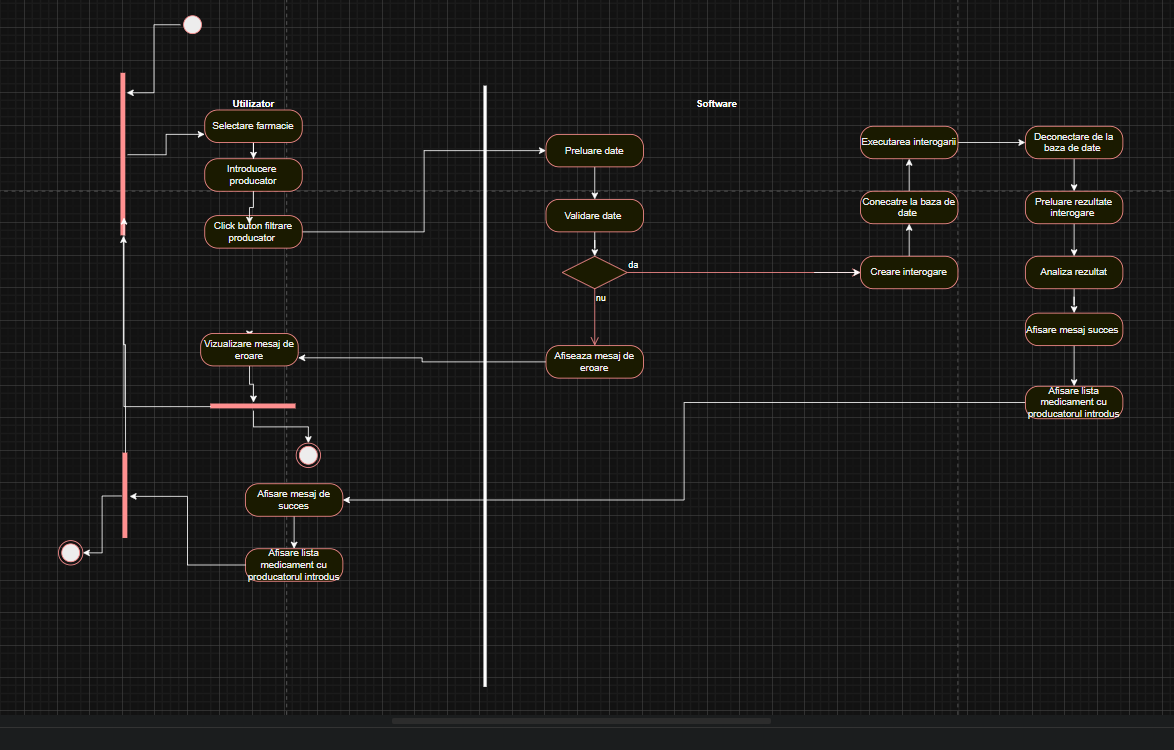 Utilizator
Selectare farmacie
Introducere
producator
Click buton filtrare
producator
Vizualizare mesaj de
eroare
Afisare mesaj de
succes
Afisare lista
medicament cu
producatorul introdus
Software
Preluare date
Validare date
da
nu
Afiseaza mesaj de
eroare
Executarea interogarii
Conecatre la baza de
date
Creare interogare
Deconectare de la
baza de date
Preluare rezultate
interogare
Analiza rezultat
Afisare mesaj succes
Afisare lista
medicament cu
producatorul introdus